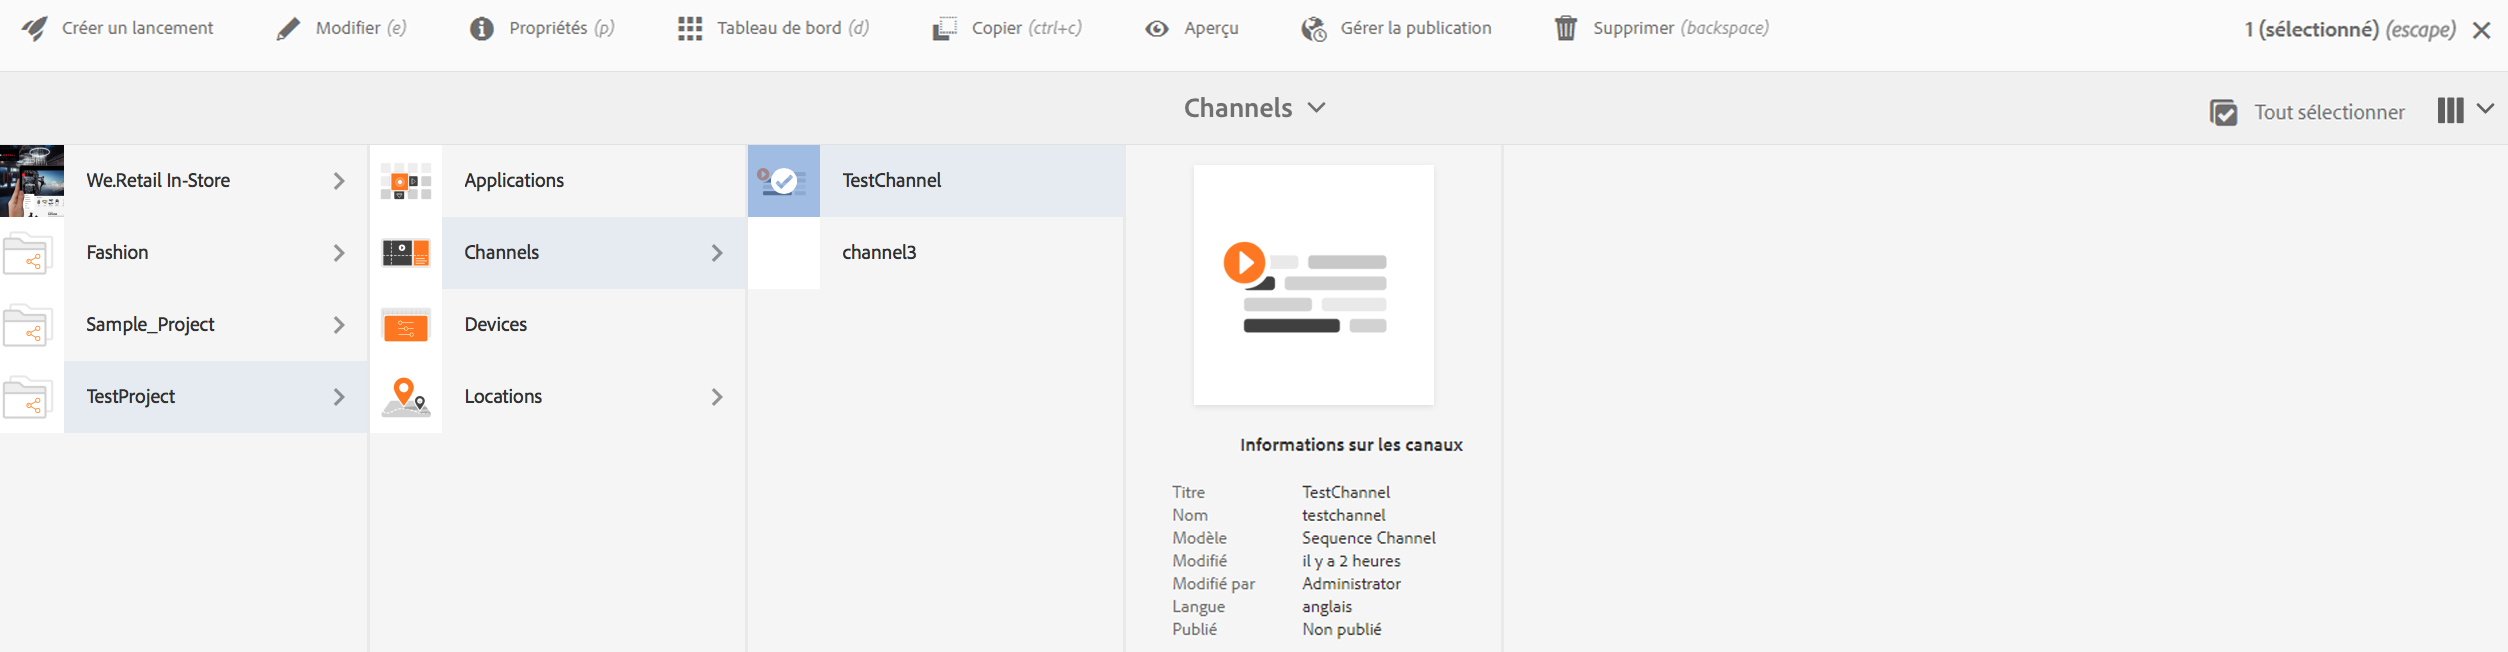 Créer un lancement Modifier (e) Propriétés (p) Tableau de bord (d) Copier (ctrl+c) Aperçu Gérer la publication Supprimer (backspace) 1 (sélectionné) (escape)
Channels
Tout sélectionner
We.Retail In-Store
Fashion
Sample_Project
TestProject
Applications
Channels
Devices
Locations
TestChannel
channel3
Informations sur les canaux
Titre TestChannel
Nom testchannel
Modèle Sequence Channel
Modifié il y a 2 heures
Modifié par Administrator
Langue anglais
Publié Non publié